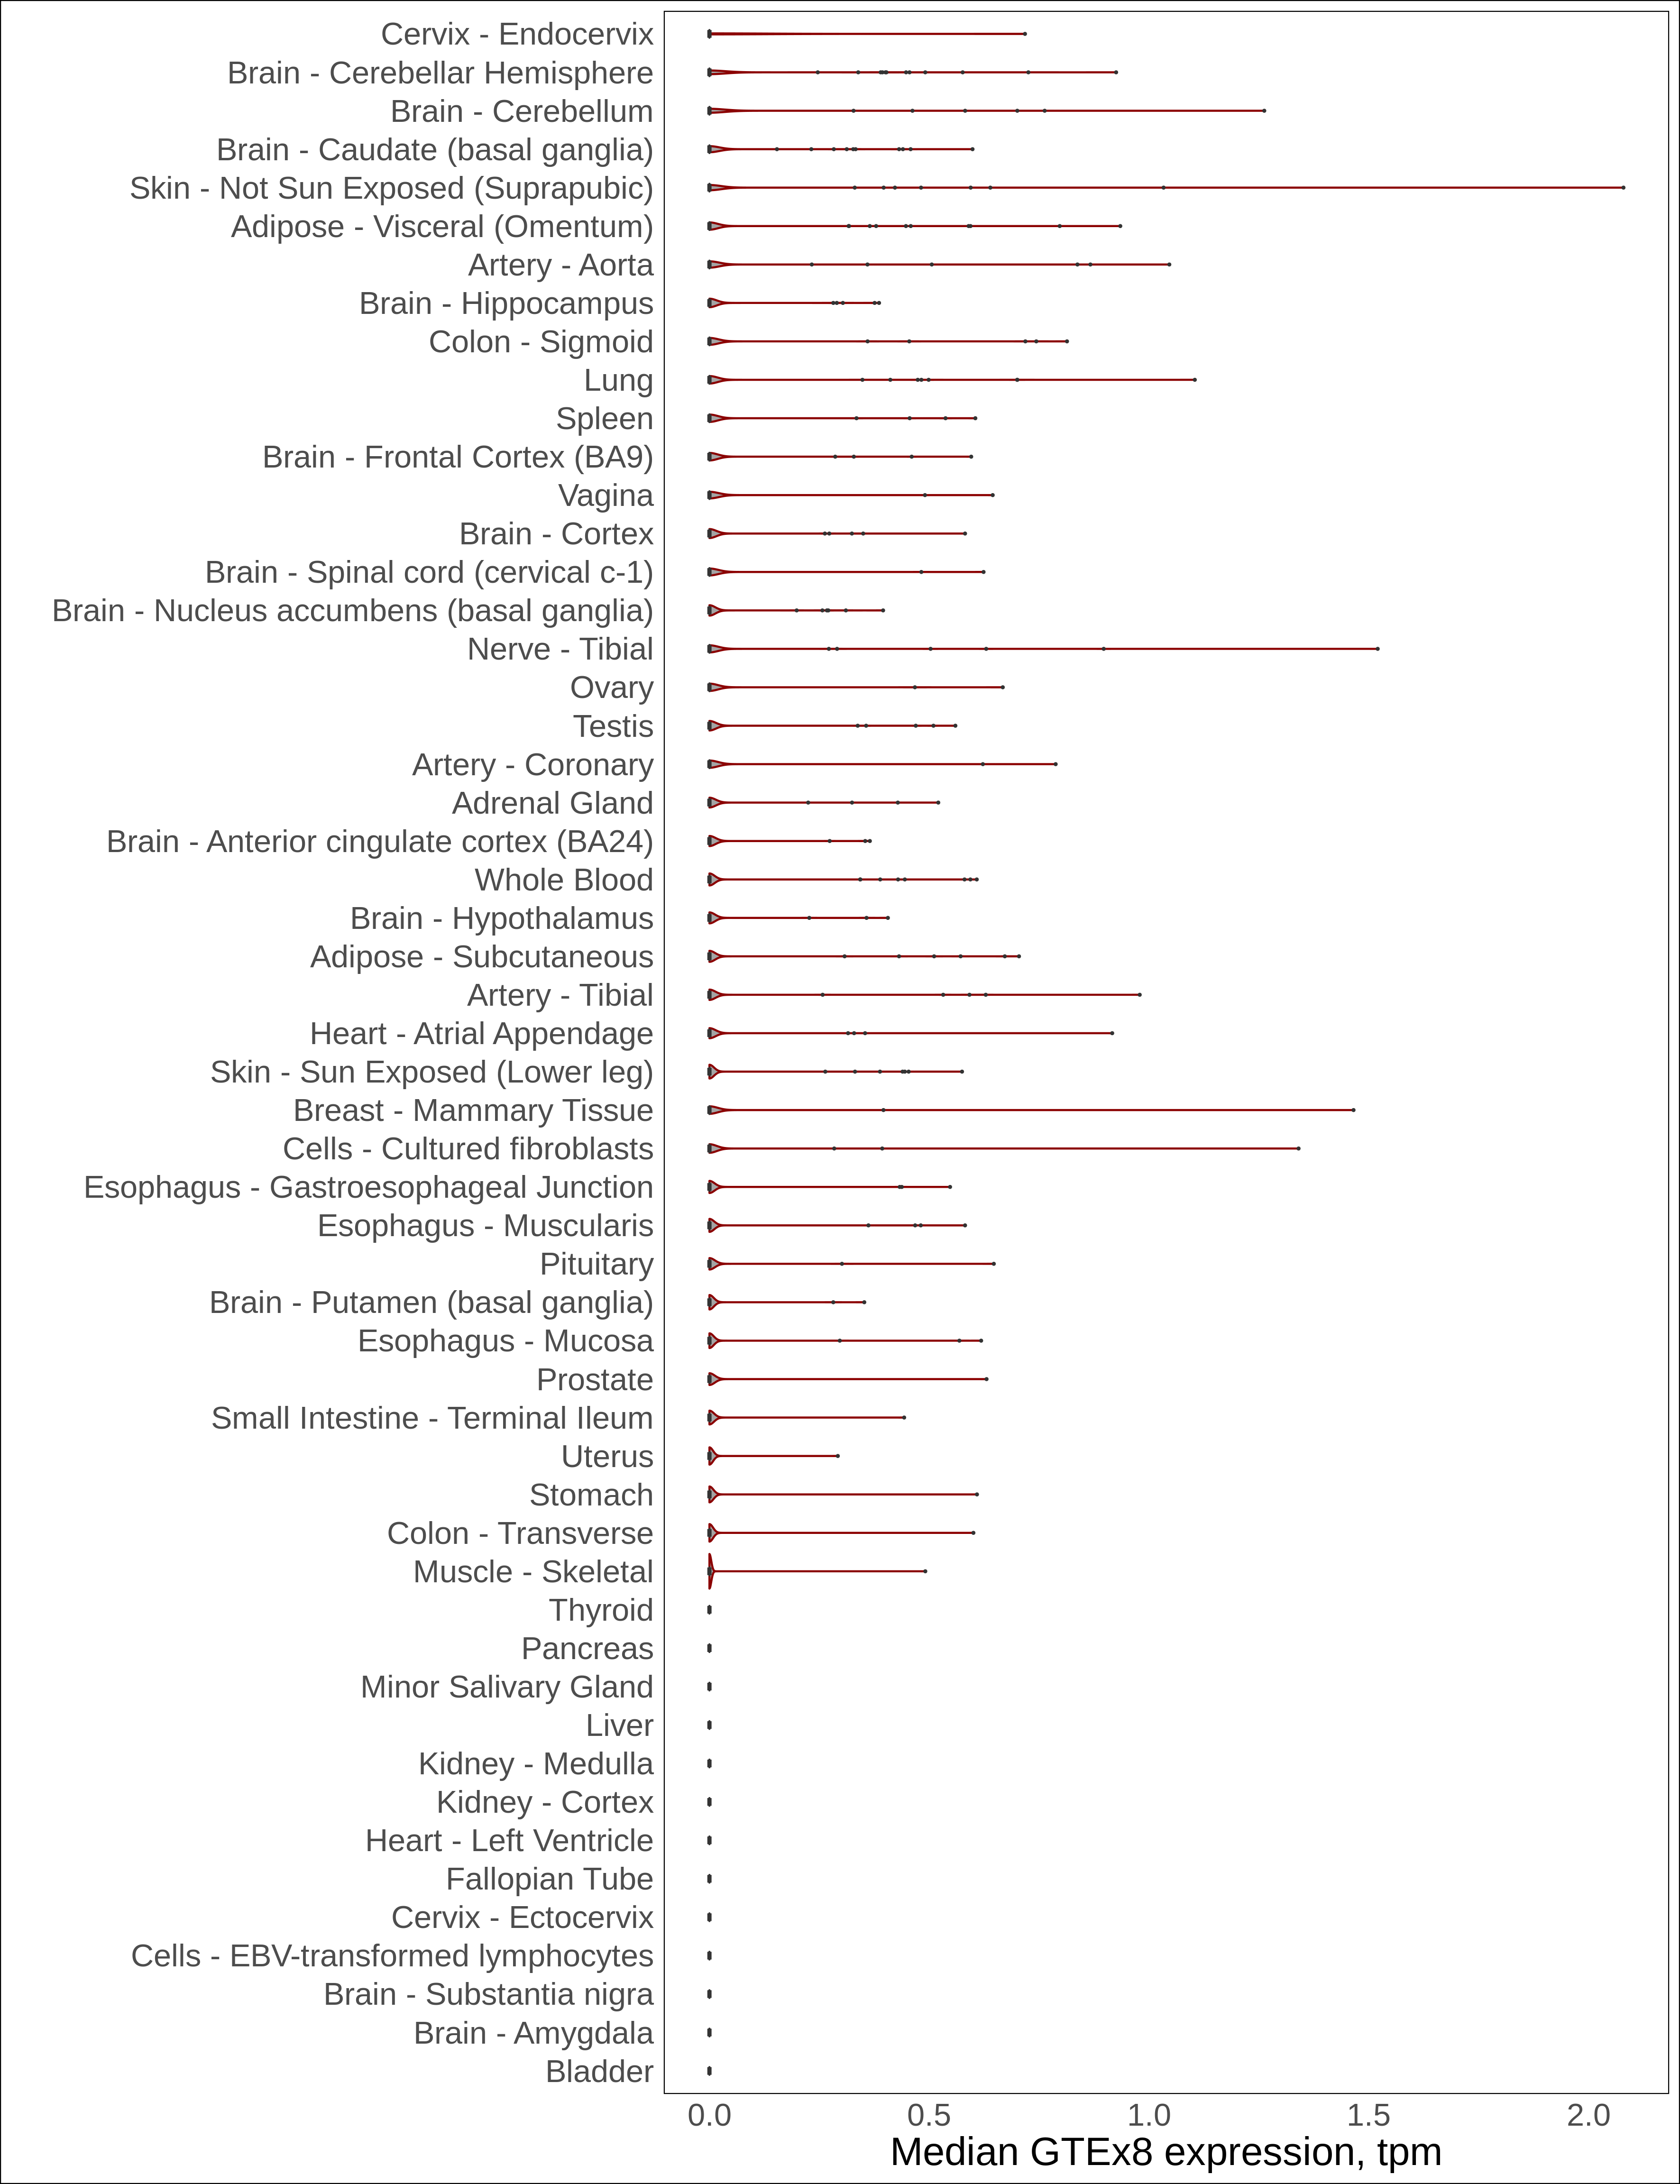 Cervix - Endocervix
Brain - Cerebellar Hemisphere
Brain - Cerebellum
Brain - Caudate (basal ganglia)
Skin - Not Sun Exposed (Suprapubic)
Adipose - Visceral (Omentum)
Artery - Aorta
Brain - Hippocampus
Colon - Sigmoid
Lung
Spleen
Brain - Frontal Cortex (BA9)
Vagina
Brain - Cortex
Brain - Spinal cord (cervical c-1)
Brain - Nucleus accumbens (basal ganglia)
Nerve - Tibial
Ovary
Testis
Artery - Coronary
Adrenal Gland
Brain - Anterior cingulate cortex (BA24)
Whole Blood
Brain - Hypothalamus
Adipose - Subcutaneous
Artery - Tibial
Heart - Atrial Appendage
Skin - Sun Exposed (Lower leg)
Breast - Mammary Tissue
Cells - Cultured fibroblasts
Esophagus - Gastroesophageal Junction
Esophagus - Muscularis
Pituitary
Brain - Putamen (basal ganglia)
Esophagus - Mucosa
Prostate
Small Intestine - Terminal Ileum
Uterus
Stomach
Colon - Transverse
Muscle - Skeletal
Thyroid
Pancreas
Minor Salivary Gland
Liver
Kidney - Medulla
Kidney - Cortex
Heart - Left Ventricle
Fallopian Tube
Cervix - Ectocervix
Cells - EBV-transformed lymphocytes
Brain - Substantia nigra
Brain - Amygdala
Bladder
0.0 0.5 1.0 1.5 2.0
Median GTEx8 expression, tpm